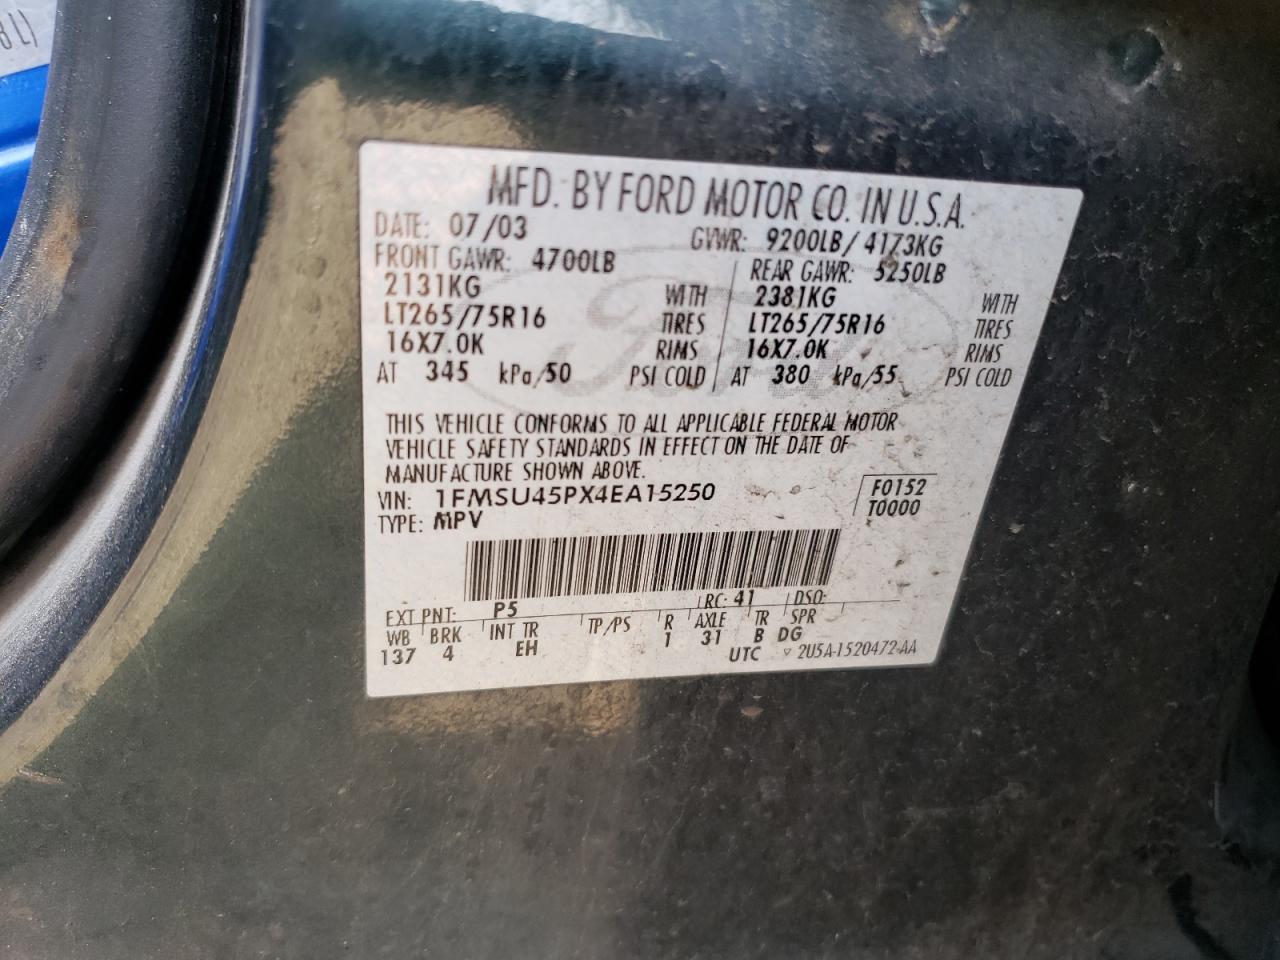 MFD. BY FORD MOTOR CO. IN U.S.A.
DATE: 07/03 GVWR: 9200LB/ 4173KG
FRONT GAWR: 4700LB REAR GAWR: 5250LB
2131KG WITH 2381KG WITH
LT265/75R16 TIRES LT265/75R16 TIRES
16X7.0K RIMS 16X7.0K RIMS
AT 345 kPa/50 PSI COLD AT 380 kPa/55 PSI COLD
THIS VEHICLE CONFORMS TO ALL APPLICABLE FEDERAL MOTOR
VEHICLE SAFETY STANDARDS IN EFFECT ON THE DATE OF
MANUFACTURE SHOWN ABOVE.
VIN: 1FMSU45PX4EA15250 F0152
TYPE: MPV T0000
EXT PNT: P5 RC: 41 DSO:
WB BRK INT TR TP/PS R AXLE TR SPR
137 4 EH 1 31 B DG
UTC 2U5A-1520472-AA